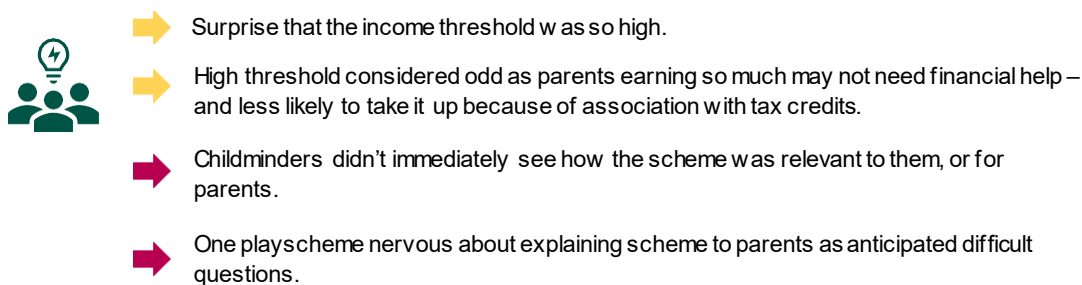 Surprise that the income threshold was so high.
High threshold considered odd as parents earning so much may not need financial help –
and less likely to take it up because of association with tax credits.
Childminders didn't immediately see how the scheme was relevant to them, or for
parents.
One playscheme nervous about explaining scheme to parents as anticipated difficult
questions.